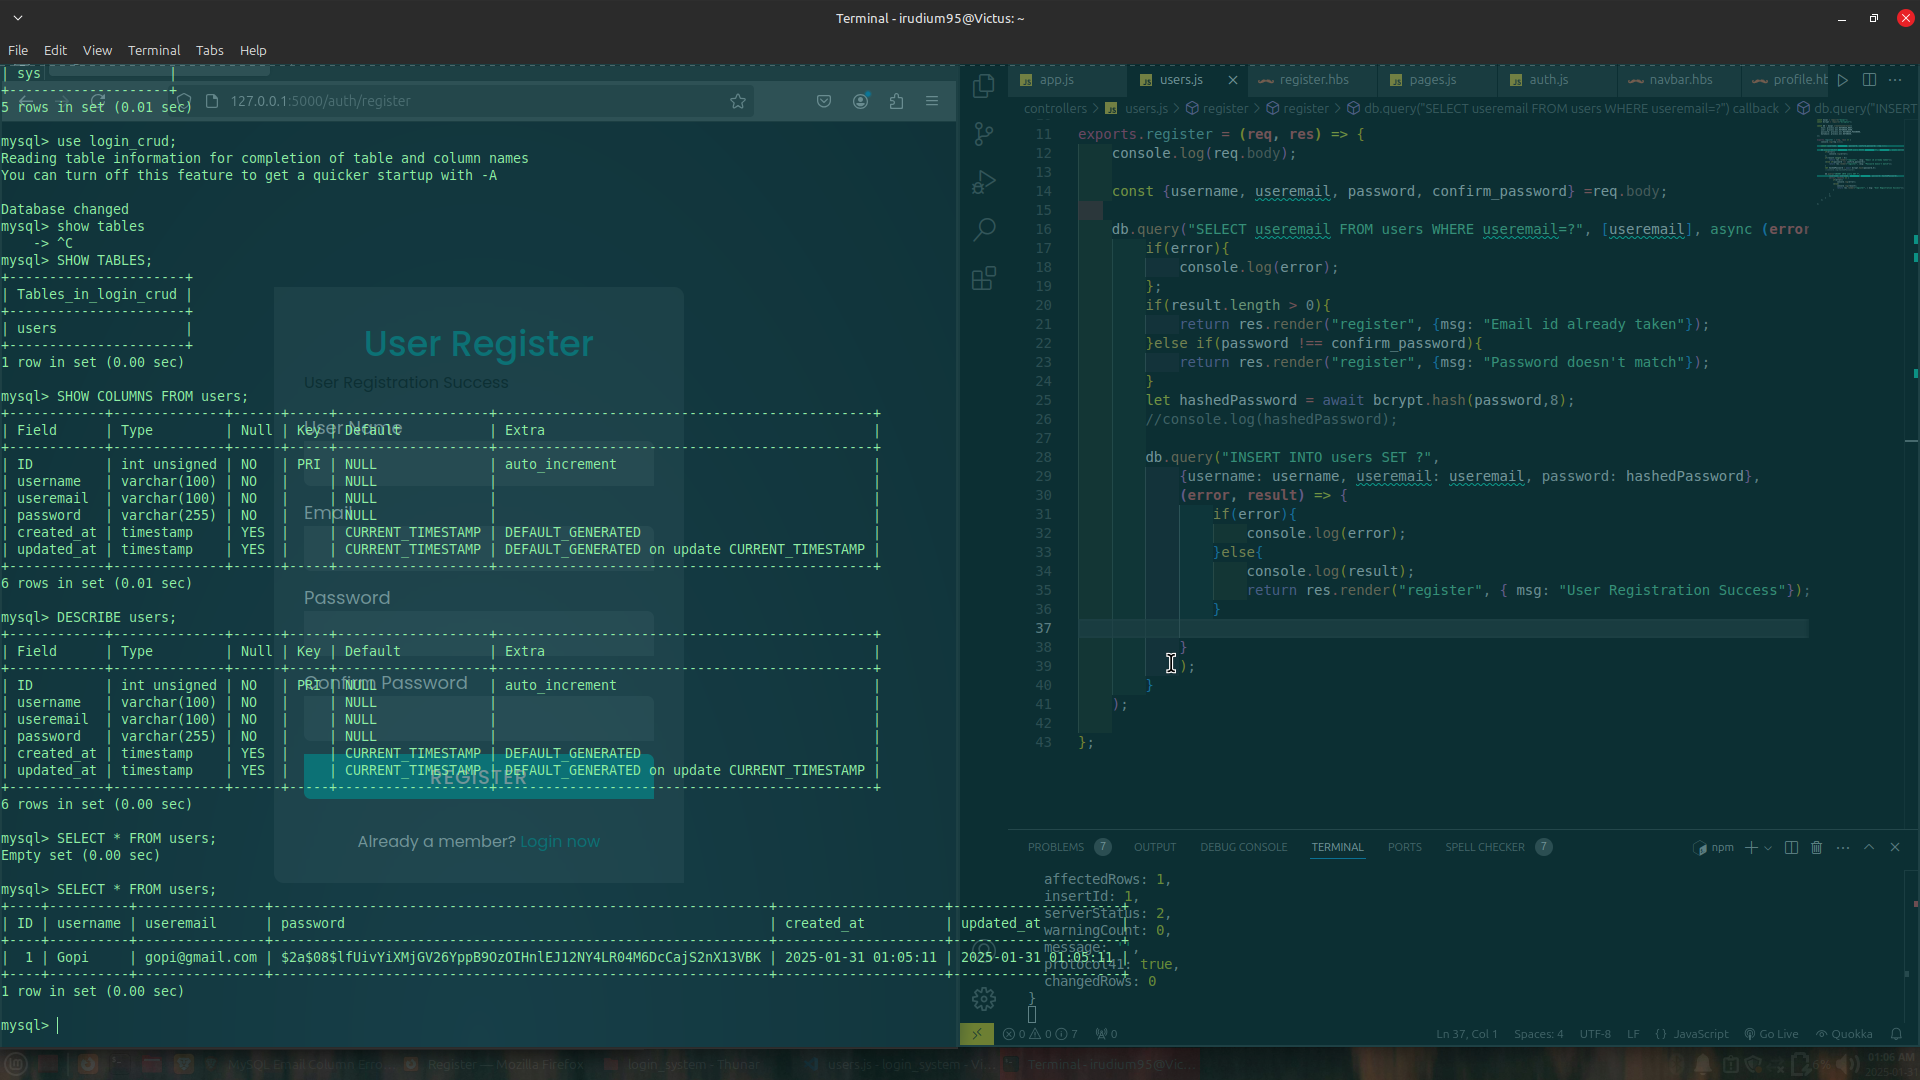 Terminal - irudium95@Victus: ~
File Edit View Terminal Tabs Help
| sys |
+--------------------+
5 rows in set (0.01 sec)
mysql> use login_crud;
Reading table information for completion of table and column names
You can turn off this feature to get a quicker startup with -A
Database changed
mysql> show tables
    -> ^C
mysql> SHOW TABLES;
+----------------------+
| Tables_in_login_crud |
+----------------------+
| users |
+----------------------+
1 row in set (0.00 sec)
mysql> SHOW COLUMNS FROM users;
| Field | Type | Null | Key | Default | Extra |
| ID | int unsigned | NO | PRI | NULL | auto_increment |
| username | varchar(100) | NO | | NULL | |
| useremail | varchar(100) | NO | | NULL | |
| password | varchar(255) | NO | | NULL | |
| created_at | timestamp | YES | | CURRENT_TIMESTAMP | DEFAULT_GENERATED |
| updated_at | timestamp | YES | | CURRENT_TIMESTAMP | DEFAULT_GENERATED on update CURRENT_TIMESTAMP |
6 rows in set (0.01 sec)
mysql> DESCRIBE users;
| Field | Type | Null | Key | Default | Extra |
| ID | int unsigned | NO | PRI | NULL | auto_increment |
| username | varchar(100) | NO | | NULL | |
| useremail | varchar(100) | NO | | NULL | |
| password | varchar(255) | NO | | NULL | |
| created_at | timestamp | YES | | CURRENT_TIMESTAMP | DEFAULT_GENERATED |
| updated_at | timestamp | YES | | CURRENT_TIMESTAMP | DEFAULT_GENERATED on update CURRENT_TIMESTAMP |
6 rows in set (0.00 sec)
mysql> SELECT * FROM users;
Empty set (0.00 sec)
mysql> SELECT * FROM users;
| ID | username | useremail | password | created_at | updated_at |
| 1 | Gopi | gopi@gmail.com | $2a$08$lfUivYiXMjGV26YppB9OzOIHnlEJ12NY4LR04M6DcCajS2nX13VBK | 2025-01-31 01:05:11 | 2025-01-31 01:05:11 |
1 row in set (0.00 sec)
mysql>
127.0.0.1:5000/auth/register
User Register
User Registration Success
User Name
Email
Password
Confirm Password
REGISTER
Already a member? Login now
app.js users.js register.hbs pages.js auth.js navbar.hbs profile.hb
controllers > users.js > register > register > db.query("SELECT useremail FROM users WHERE useremail=?") callback > db.query("INSERT
11 exports.register = (req, res) => {
12 console.log(req.body);
13
14 const {username, useremail, password, confirm_password} =req.body;
15
16 db.query("SELECT useremail FROM users WHERE useremail=?", [useremail], async (error
17 if(error){
18 console.log(error);
19 };
20 if(result.length > 0){
21 return res.render("register", {msg: "Email id already taken"});
22 }else if(password !== confirm_password){
23 return res.render("register", {msg: "Password doesn't match"});
24 }
25 let hashedPassword = await bcrypt.hash(password,8);
26 //console.log(hashedPassword);
27
28 db.query("INSERT INTO users SET ?",
29 {username: username, useremail: useremail, password: hashedPassword},
30 (error, result) => {
31 if(error){
32 console.log(error);
33 }else{
34 console.log(result);
35 return res.render("register", { msg: "User Registration Success"});
36 }
37
38 }
39 );
40 }
41 );
42
43 };
PROBLEMS 7 OUTPUT DEBUG CONSOLE TERMINAL PORTS SPELL CHECKER 7 npm
affectedRows: 1,
insertId: 1,
serverStatus: 2,
warningCount: 0,
message: '',
protocol41: true,
changedRows: 0
}
0 0 7 0 Ln 37, Col 1 Spaces: 4 UTF-8 LF {} JavaScript Go Live Quokka
MySQL Email Column Erro... Register — Mozilla Firefox login_system - Thunar users.js - login_system - Vi... Terminal - irudium95@Vic...
01:06 AM
2025-01-31